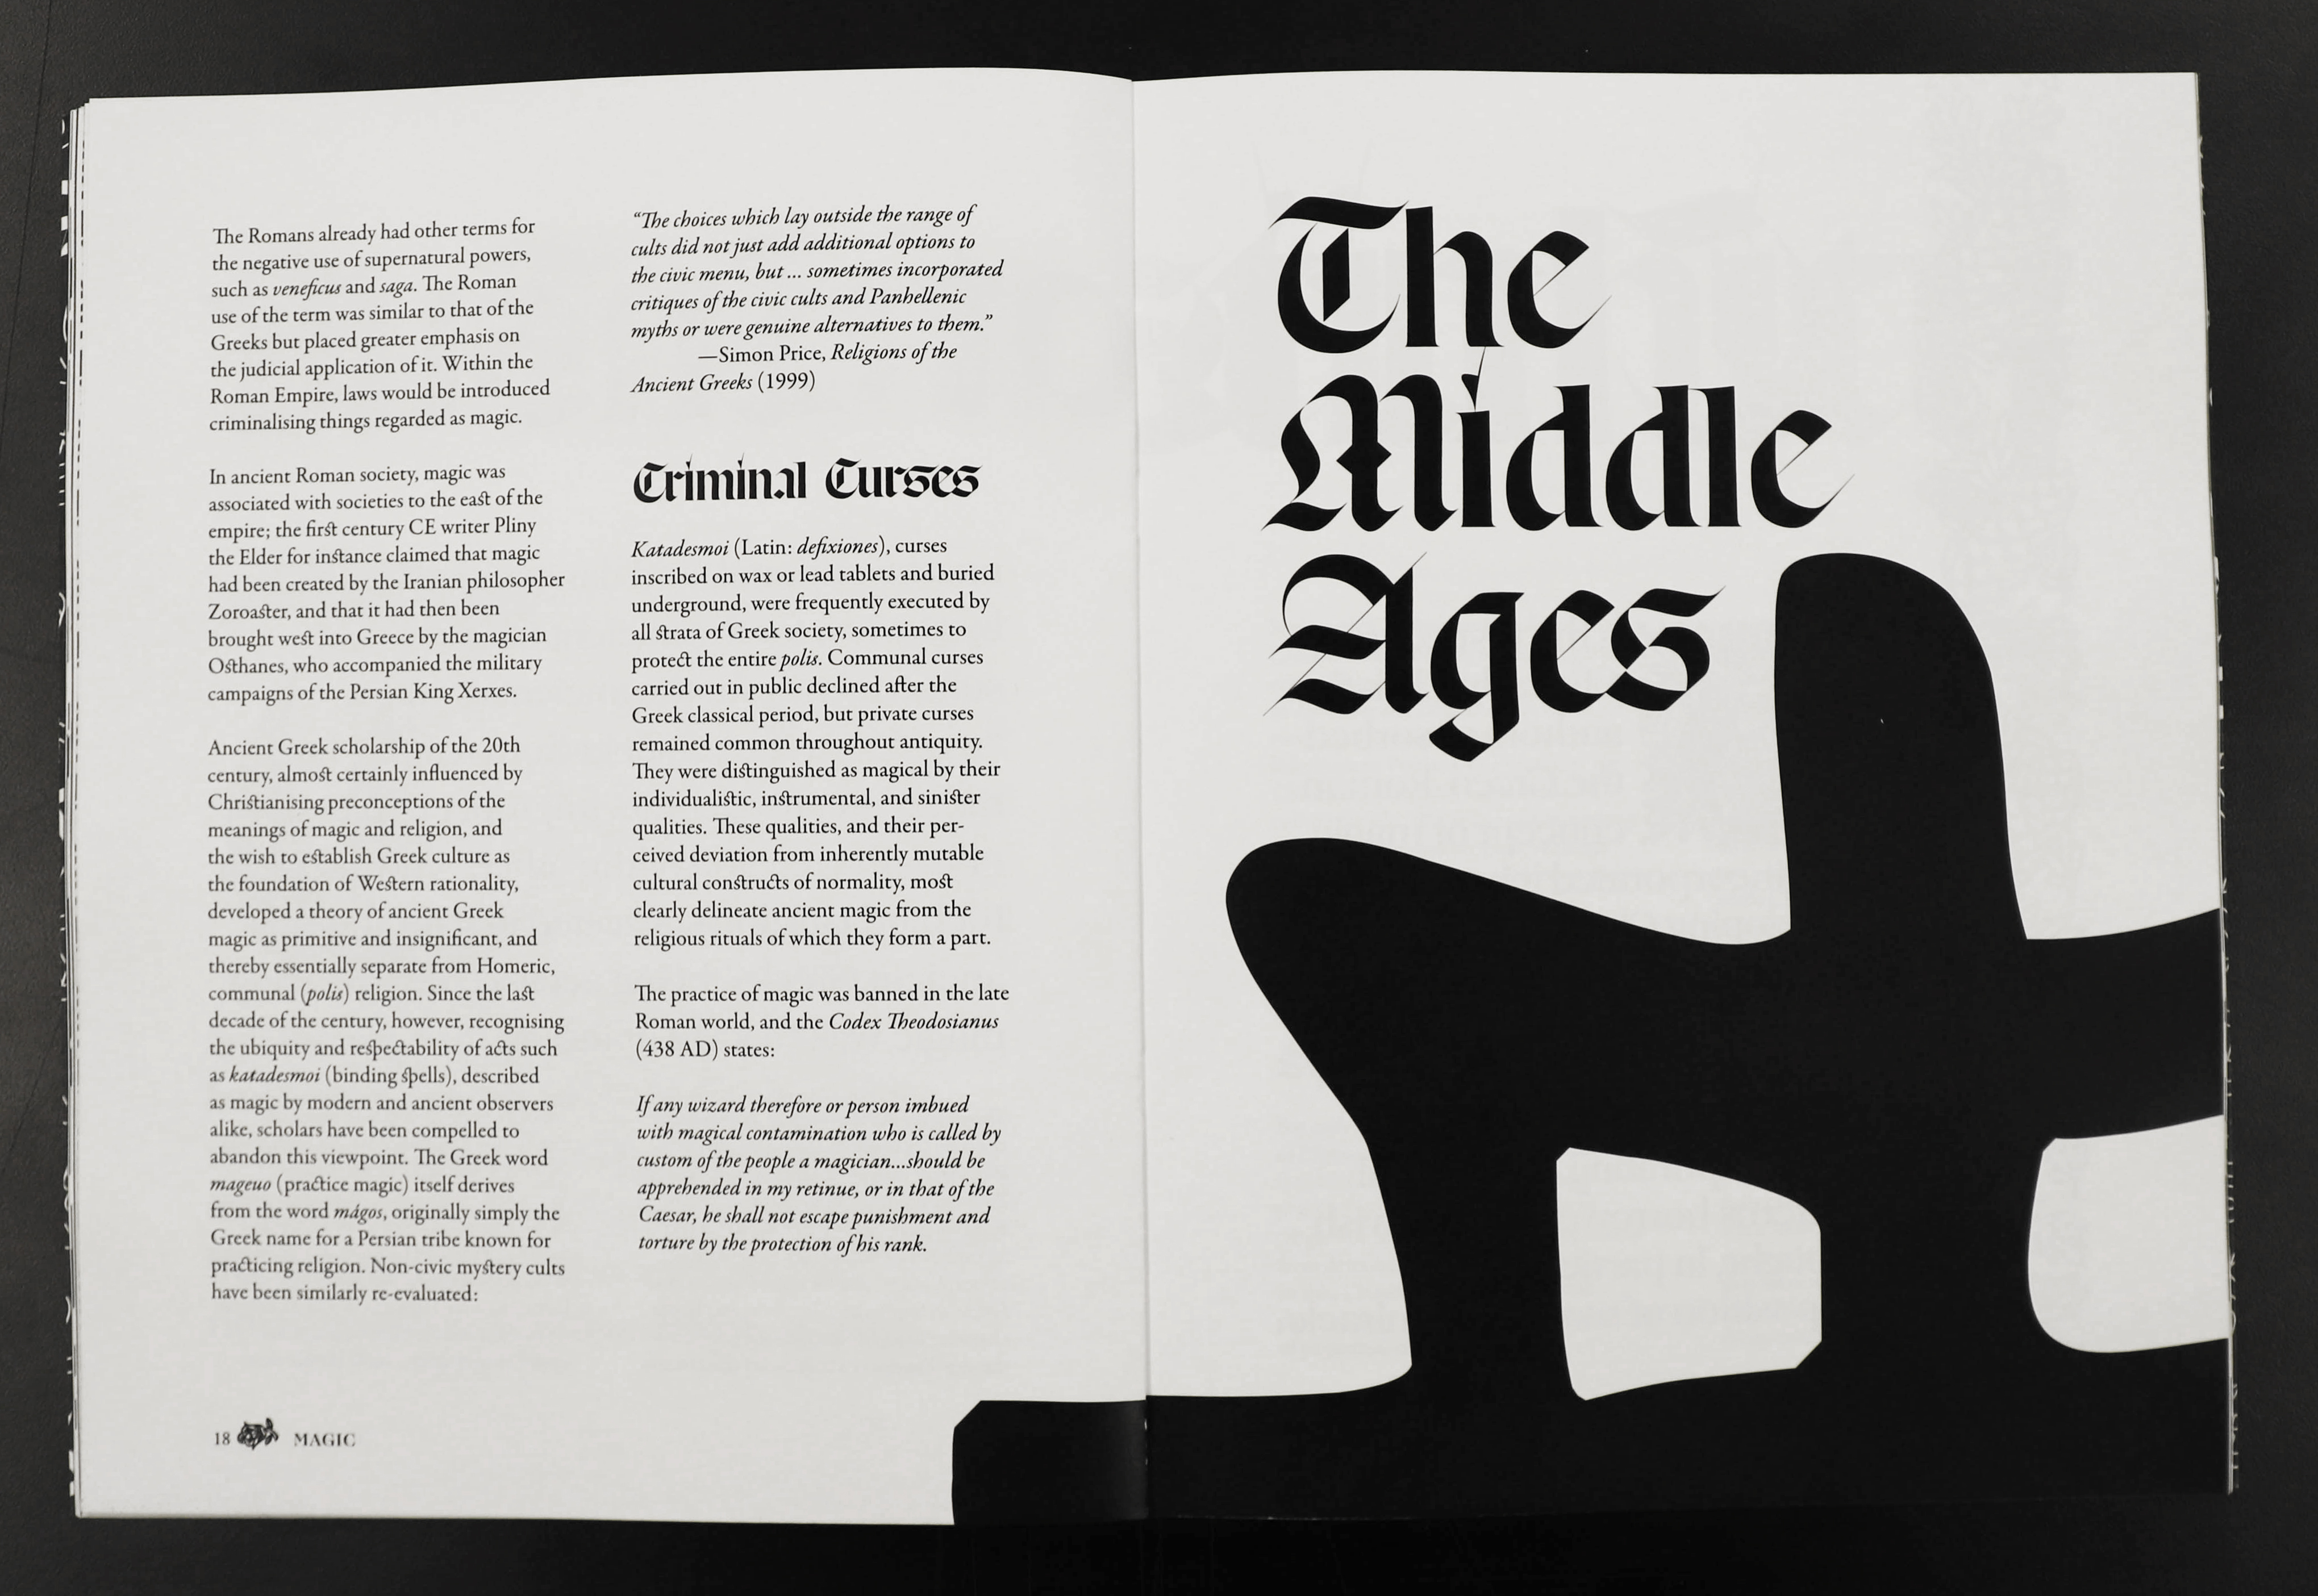 The Romans already had other terms for
the negative use of supernatural powers,
such as veneficus and saga. The Roman
use of the term was similar to that of the
Greeks but placed greater emphasis on
the judicial application of it. Within the
Roman Empire, laws would be introduced
criminalising things regarded as magic.
In ancient Roman society, magic was
associated with societies to the east of the
empire; the first century CE writer Pliny
the Elder for instance claimed that magic
had been created by the Iranian philosopher
Zoroaster, and that it had then been
brought west into Greece by the magician
Osthanes, who accompanied the military
campaigns of the Persian King Xerxes.
Ancient Greek scholarship of the 20th
century, almost certainly influenced by
Christianising preconceptions of the
meanings of magic and religion, and
the wish to establish Greek culture as
the foundation of Western rationality,
developed a theory of ancient Greek
magic as primitive and insignificant, and
thereby essentially separate from Homeric,
communal (polis) religion. Since the last
decade of the century, however, recognising
the ubiquity and respectability of acts such
as katadesmoi (binding spells), described
as magic by modern and ancient observers
alike, scholars have been compelled to
abandon this viewpoint. The Greek word
mageuo (practice magic) itself derives
from the word mágos, originally simply the
Greek name for a Persian tribe known for
practicing religion. Non-civic mystery cults
have been similarly re-evaluated:
“The choices which lay outside the range of
cults did not just add additional options to
the civic menu, but ... sometimes incorporated
critiques of the civic cults and Panhellenic
myths or were genuine alternatives to them.”
—Simon Price, Religions of the
Ancient Greeks (1999)
Criminal Curses
Katadesmoi (Latin: defixiones), curses
inscribed on wax or lead tablets and buried
underground, were frequently executed by
all strata of Greek society, sometimes to
protect the entire polis. Communal curses
carried out in public declined after the
Greek classical period, but private curses
remained common throughout antiquity.
They were distinguished as magical by their
individualistic, instrumental, and sinister
qualities. These qualities, and their per-
ceived deviation from inherently mutable
cultural constructs of normality, most
clearly delineate ancient magic from the
religious rituals of which they form a part.
The practice of magic was banned in the late
Roman world, and the Codex Theodosianus
(438 AD) states:
If any wizard therefore or person imbued
with magical contamination who is called by
custom of the people a magician...should be
apprehended in my retinue, or in that of the
Caesar, he shall not escape punishment and
torture by the protection of his rank.
18 MAGIC
The
Middle
Ages